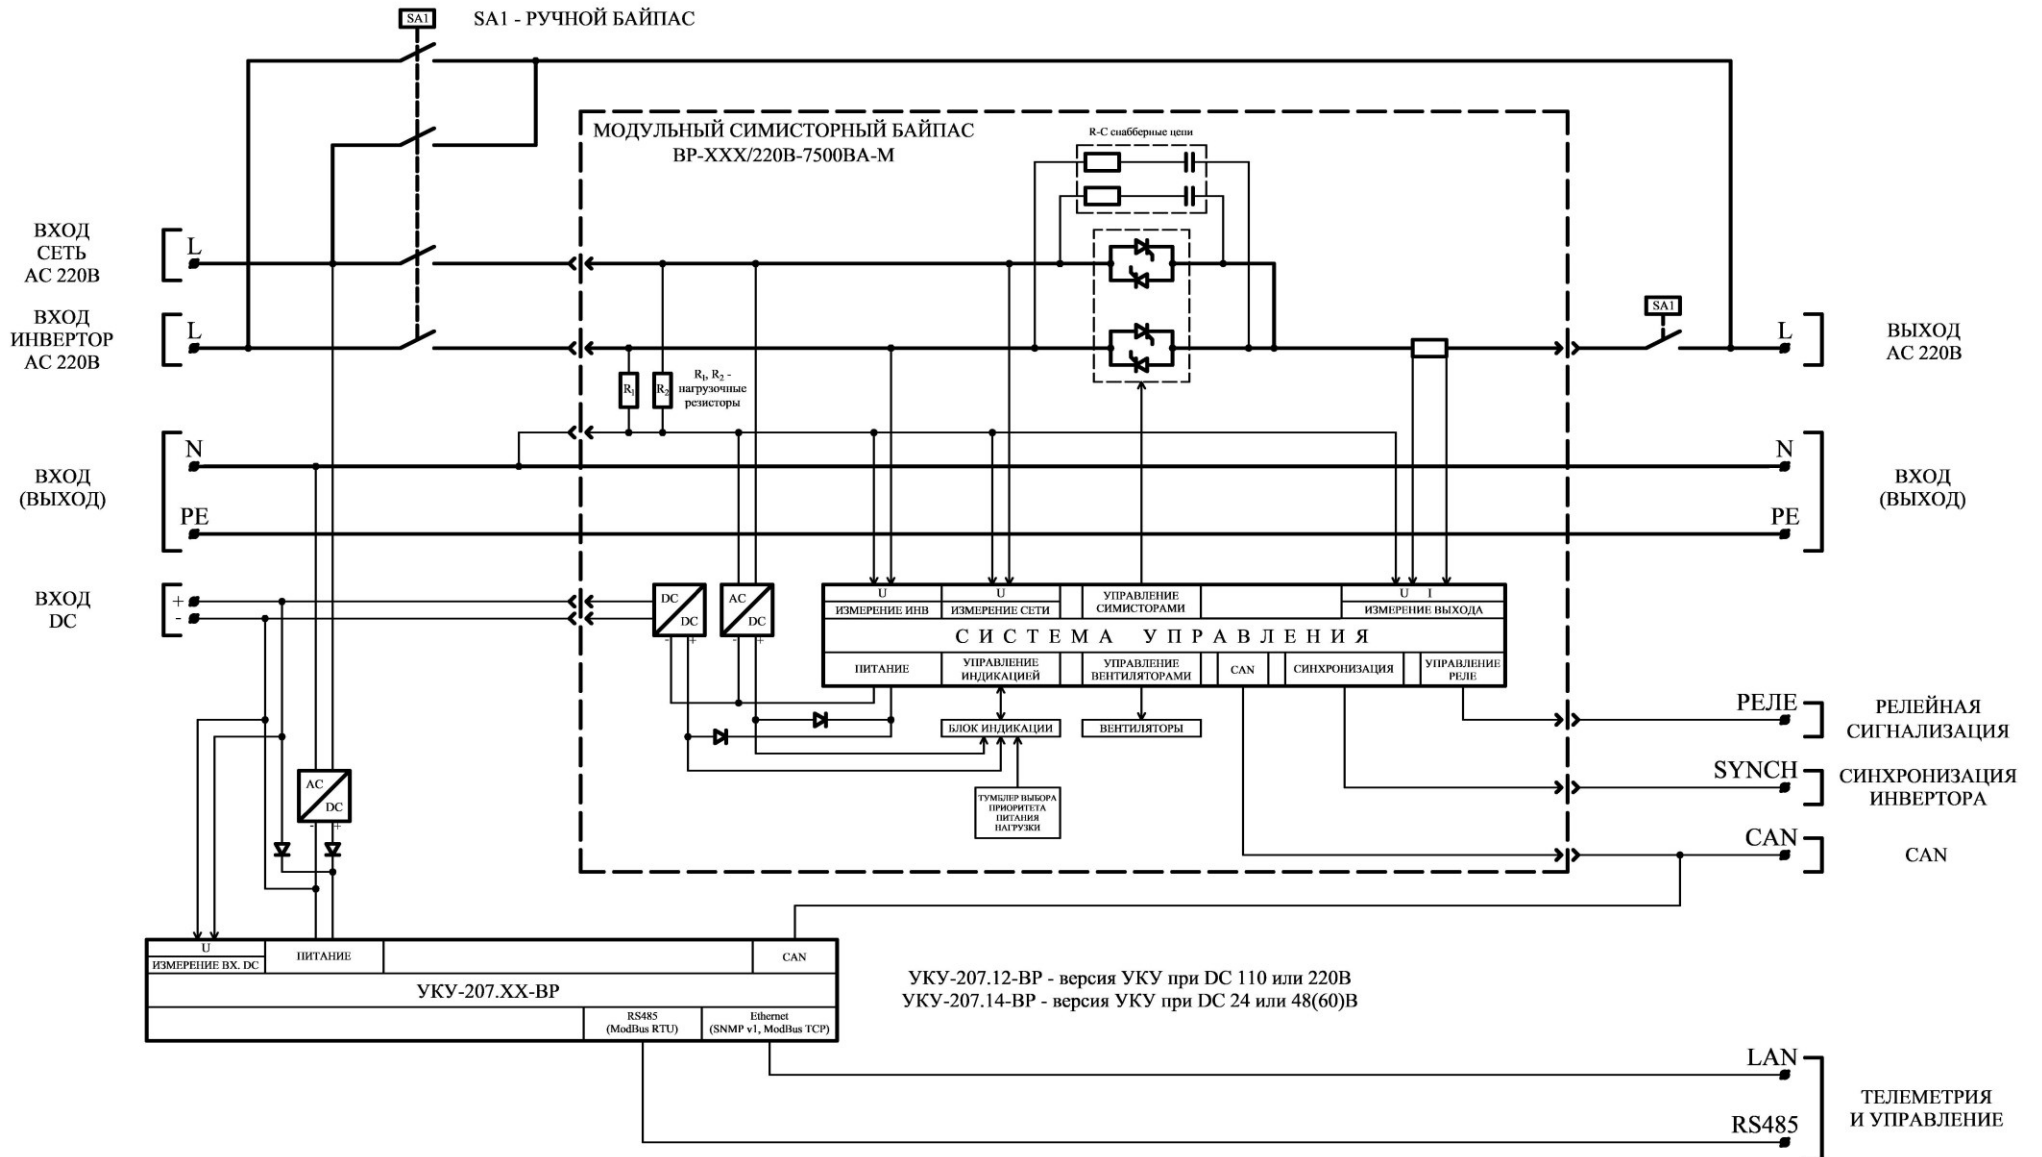 SA1
SA1 - РУЧНОЙ БАЙПАС
МОДУЛЬНЫЙ СИМИСТОРНЫЙ БАЙПАС
ВР-XXX/220В-7500ВА-М
R-C снабберные цепи
ВХОД
СЕТЬ
АС 220В
L
ВХОД
ИНВЕРТОР
АС 220В
L
SA1
L
ВЫХОД
АС 220В
R1
R2
R1, R2 -
нагрузочные
резисторы
ВХОД
(ВЫХОД)
N
PE
N
PE
ВХОД
(ВЫХОД)
ВХОД
DC
+
-
DC
DC
- +
AC
DC
- +
U
ИЗМЕРЕНИЕ ИНВ
U
ИЗМЕРЕНИЕ СЕТИ
УПРАВЛЕНИЕ
СИМИСТОРАМИ
U I
ИЗМЕРЕНИЕ ВЫХОДА
СИСТЕМА УПРАВЛЕНИЯ
ПИТАНИЕ
УПРАВЛЕНИЕ
ИНДИКАЦИЕЙ
УПРАВЛЕНИЕ
ВЕНТИЛЯТОРАМИ
CAN
СИНХРОНИЗАЦИЯ
УПРАВЛЕНИЕ
РЕЛЕ
БЛОК ИНДИКАЦИИ
ВЕНТИЛЯТОРЫ
ТУМБЛЕР ВЫБОРА
ПРИОРИТЕТА
ПИТАНИЯ
НАГРУЗКИ
РЕЛЕ
РЕЛЕЙНАЯ
СИГНАЛИЗАЦИЯ
SYNCH
СИНХРОНИЗАЦИЯ
ИНВЕРТОРА
CAN
CAN
AC
DC
- +
U
ИЗМЕРЕНИЕ ВХ. DC
ПИТАНИЕ
CAN
УКУ-207.XX-ВР
RS485
(ModBus RTU)
Ethernet
(SNMP v1, ModBus TCP)
УКУ-207.12-ВР - версия УКУ при DC 110 или 220В
УКУ-207.14-ВР - версия УКУ при DC 24 или 48(60)В
LAN
RS485
ТЕЛЕМЕТРИЯ
И УПРАВЛЕНИЕ